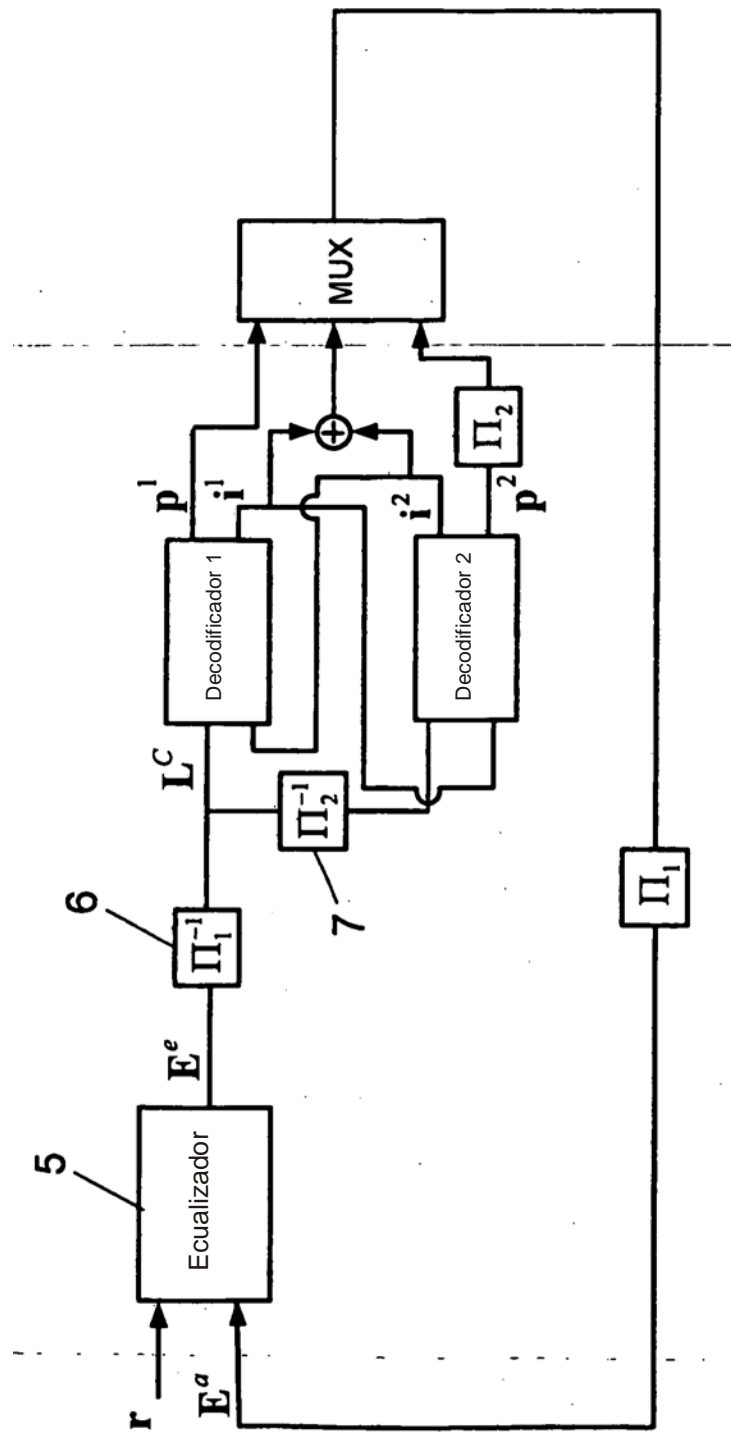 r
E^a
5
Ecualizador
E^e
6
Π_1^{-1}
L^C
7
Π_2^{-1}
Decodificador 1
p^1
i^1
Decodificador 2
i^2
p^2
Π_2
MUX
Π_1